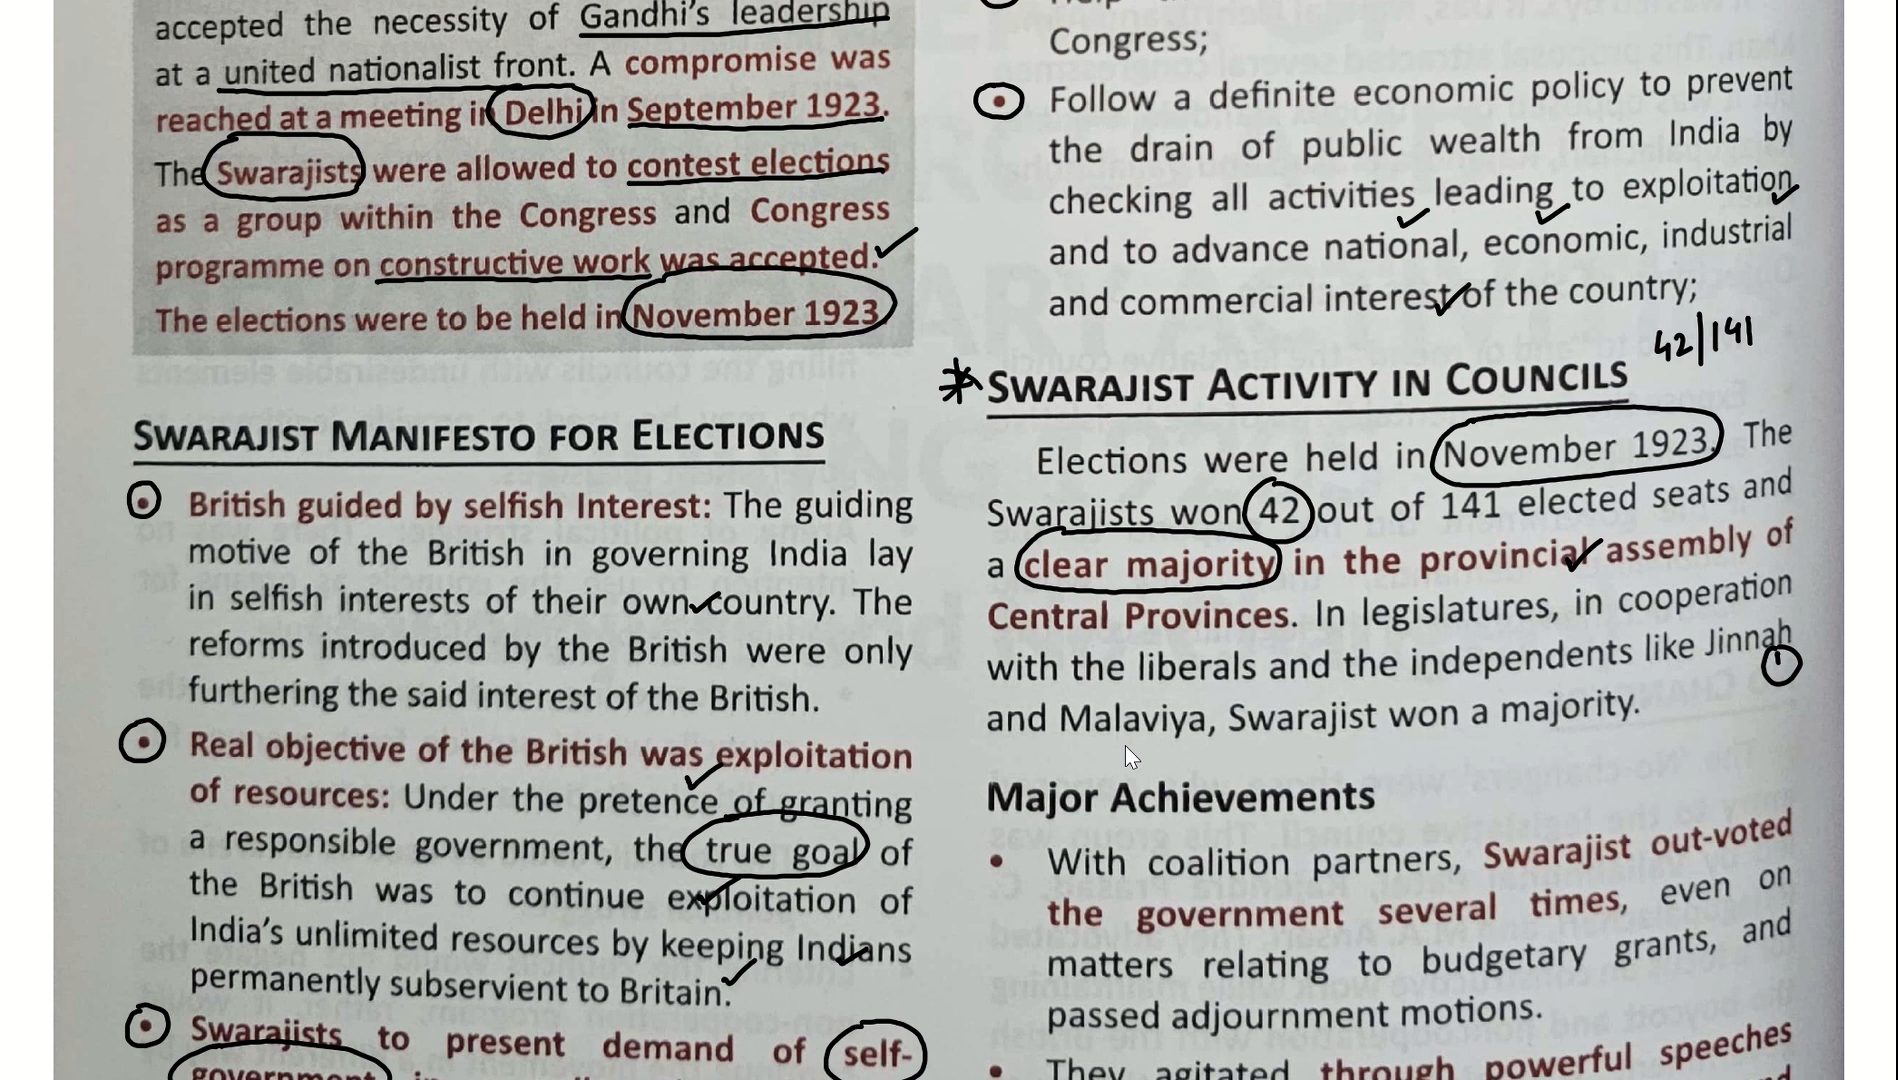 accepted the necessity of Gandhi's leadership
at a united nationalist front. A compromise was
reached at a meeting in Delhi in September 1923.
The Swarajists were allowed to contest elections
as a group within the Congress and Congress
programme on constructive work was accepted.
The elections were to be held in November 1923.
SWARAJIST MANIFESTO FOR ELECTIONS
• British guided by selfish Interest: The guiding
motive of the British in governing India lay
in selfish interests of their own country. The
reforms introduced by the British were only
furthering the said interest of the British.
• Real objective of the British was exploitation
of resources: Under the pretence of granting
a responsible government, the true goal of
the British was to continue exploitation of
India's unlimited resources by keeping Indians
permanently subservient to Britain.
• Swarajists to present demand of self-
government
Congress;
• Follow a definite economic policy to prevent
the drain of public wealth from India by
checking all activities leading to exploitation
and to advance national, economic, industrial
and commercial interest of the country;
42/141
* SWARAJIST ACTIVITY IN COUNCILS
Elections were held in November 1923. The
Swarajists won 42 out of 141 elected seats and
a clear majority in the provincial assembly of
Central Provinces. In legislatures, in cooperation
with the liberals and the independents like Jinnah
and Malaviya, Swarajist won a majority.
Major Achievements
• With coalition partners, Swarajist out-voted
the government several times, even on
matters relating to budgetary grants, and
passed adjournment motions.
• They agitated through powerful speeches